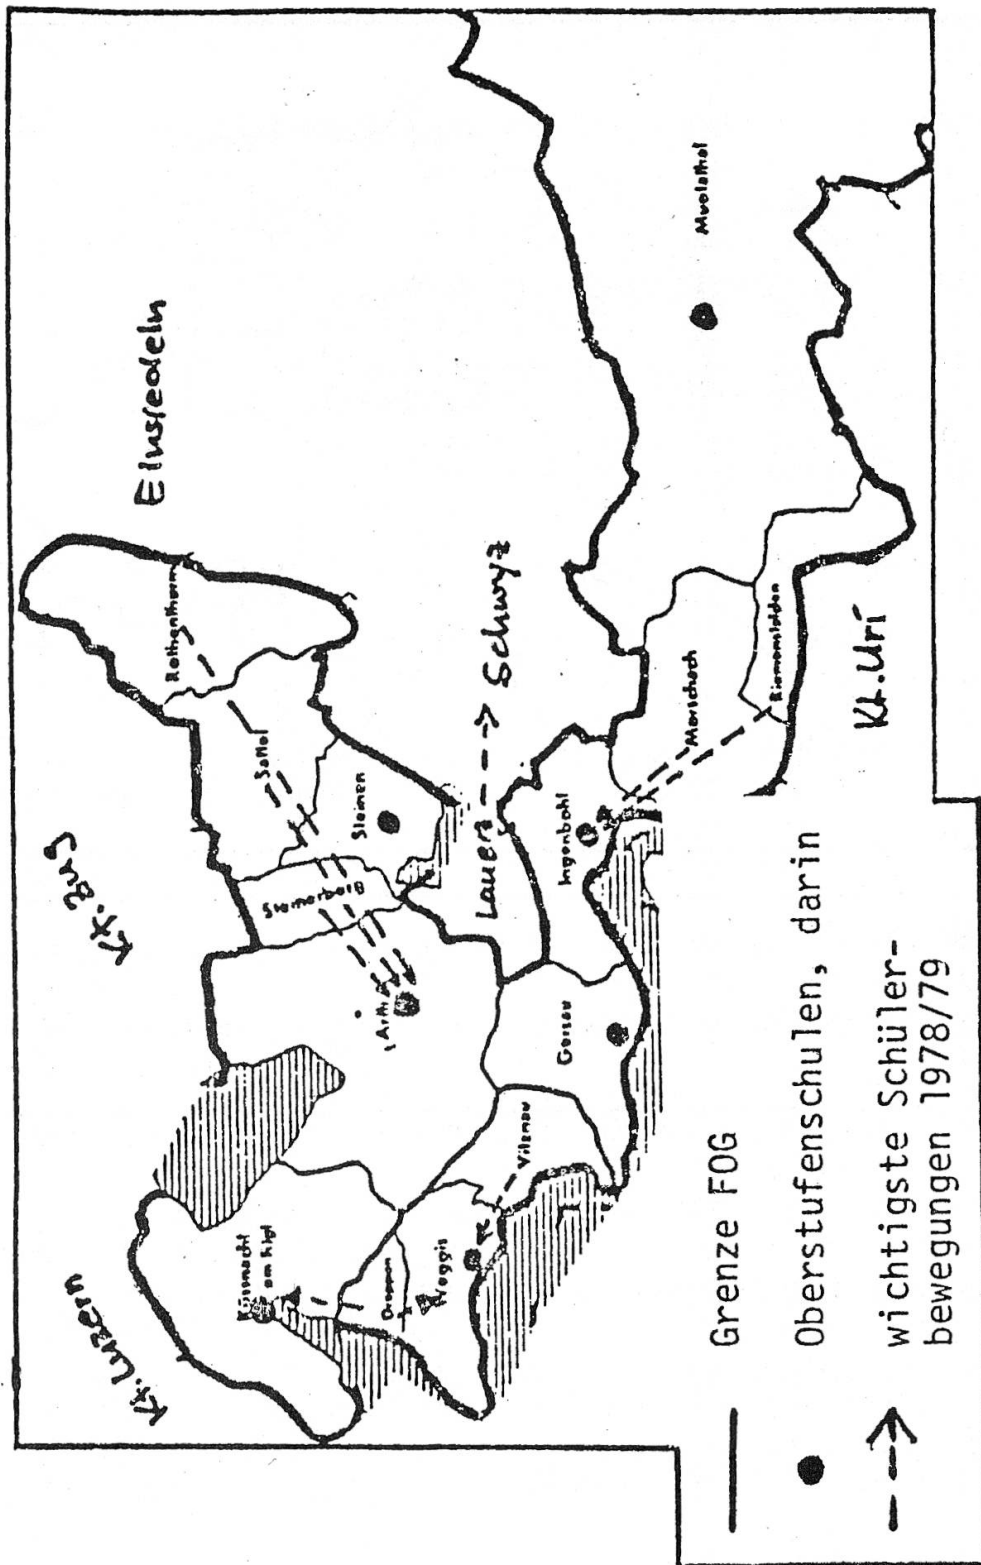 Kt. Luzern
Kt. Zug
Einsiedeln
Rothenthurm
Sattel
Steinen
Steinerberg
Arth
Küssnacht
am Rigi
Greppen
Weggis
Vitznau
Gersau
Lauerz ---> Schwyz
Ingenbohl
Morschach
Riemenstalden
Muotathal
Kt. Uri
Grenze FOG
Oberstufenschulen, darin
wichtigste Schüler-
bewegungen 1978/79